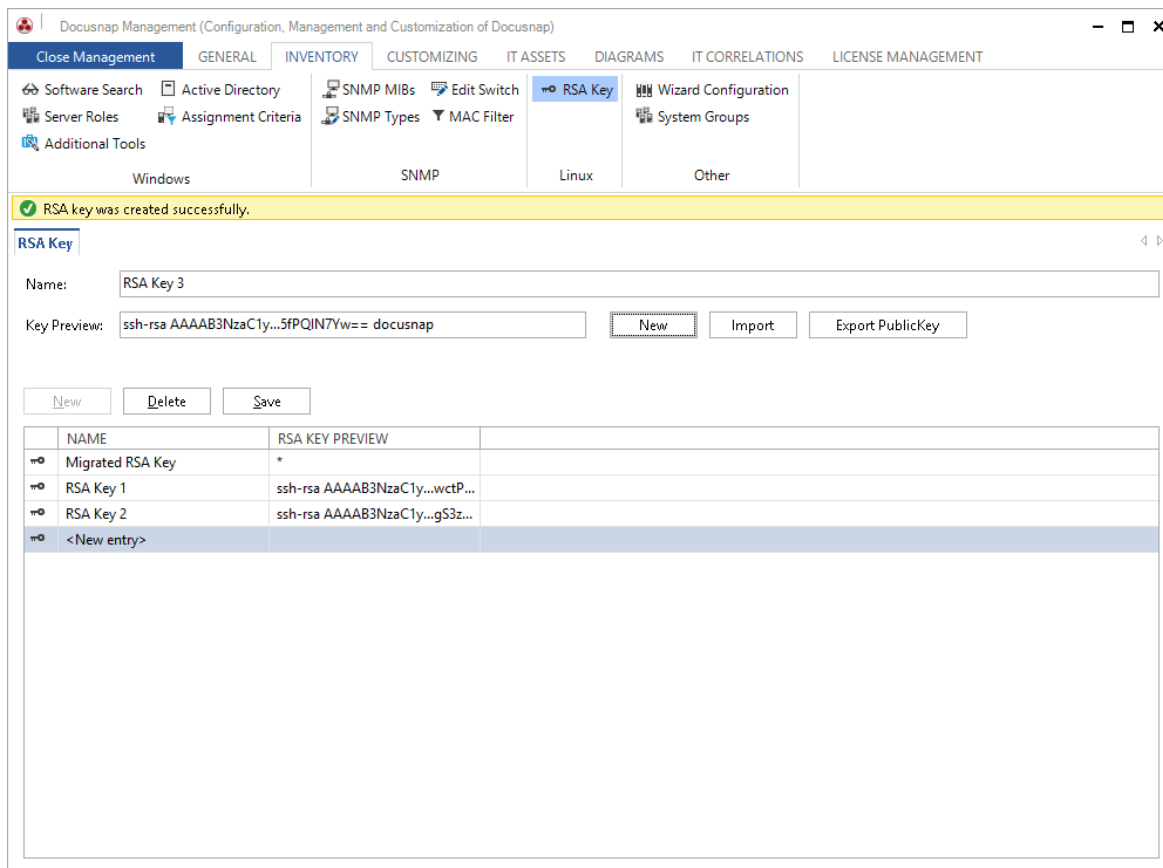 Docusnap Management (Configuration, Management and Customization of Docusnap)
Close Management GENERAL INVENTORY CUSTOMIZING IT ASSETS DIAGRAMS IT CORRELATIONS LICENSE MANAGEMENT
Software Search Active Directory SNMP MIBs Edit Switch RSA Key Wizard Configuration
Server Roles Assignment Criteria SNMP Types MAC Filter System Groups
Additional Tools
Windows SNMP Linux Other
RSA key was created successfully.
RSA Key
Name: RSA Key 3
Key Preview: ssh-rsa AAAAB3NzaC1y...5fPQIN7Yw== docusnap New Import Export PublicKey
New Delete Save
NAME RSA KEY PREVIEW
Migrated RSA Key *
RSA Key 1 ssh-rsa AAAAB3NzaC1y...wctP...
RSA Key 2 ssh-rsa AAAAB3NzaC1y...gS3z...
<New entry>